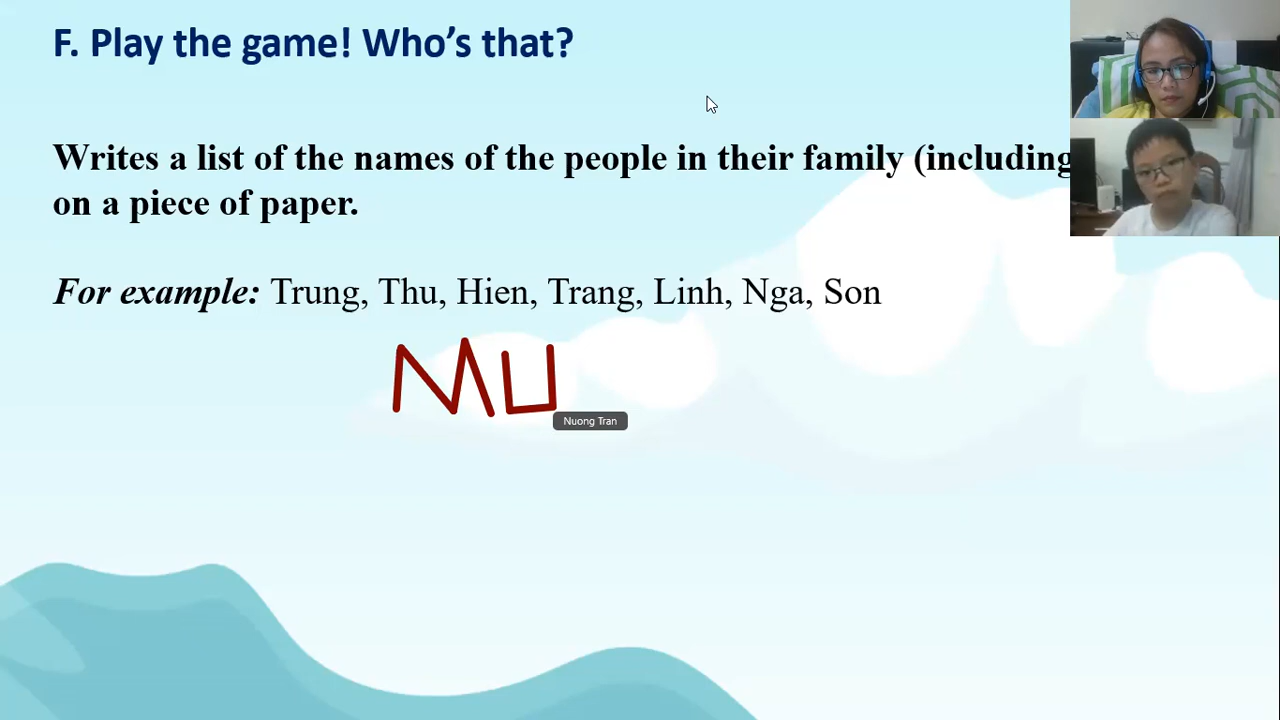 F. Play the game! Who's that?
Writes a list of the names of the people in their family (including
on a piece of paper.
For example: Trung, Thu, Hien, Trang, Linh, Nga, Son
MU
Nuong Tran